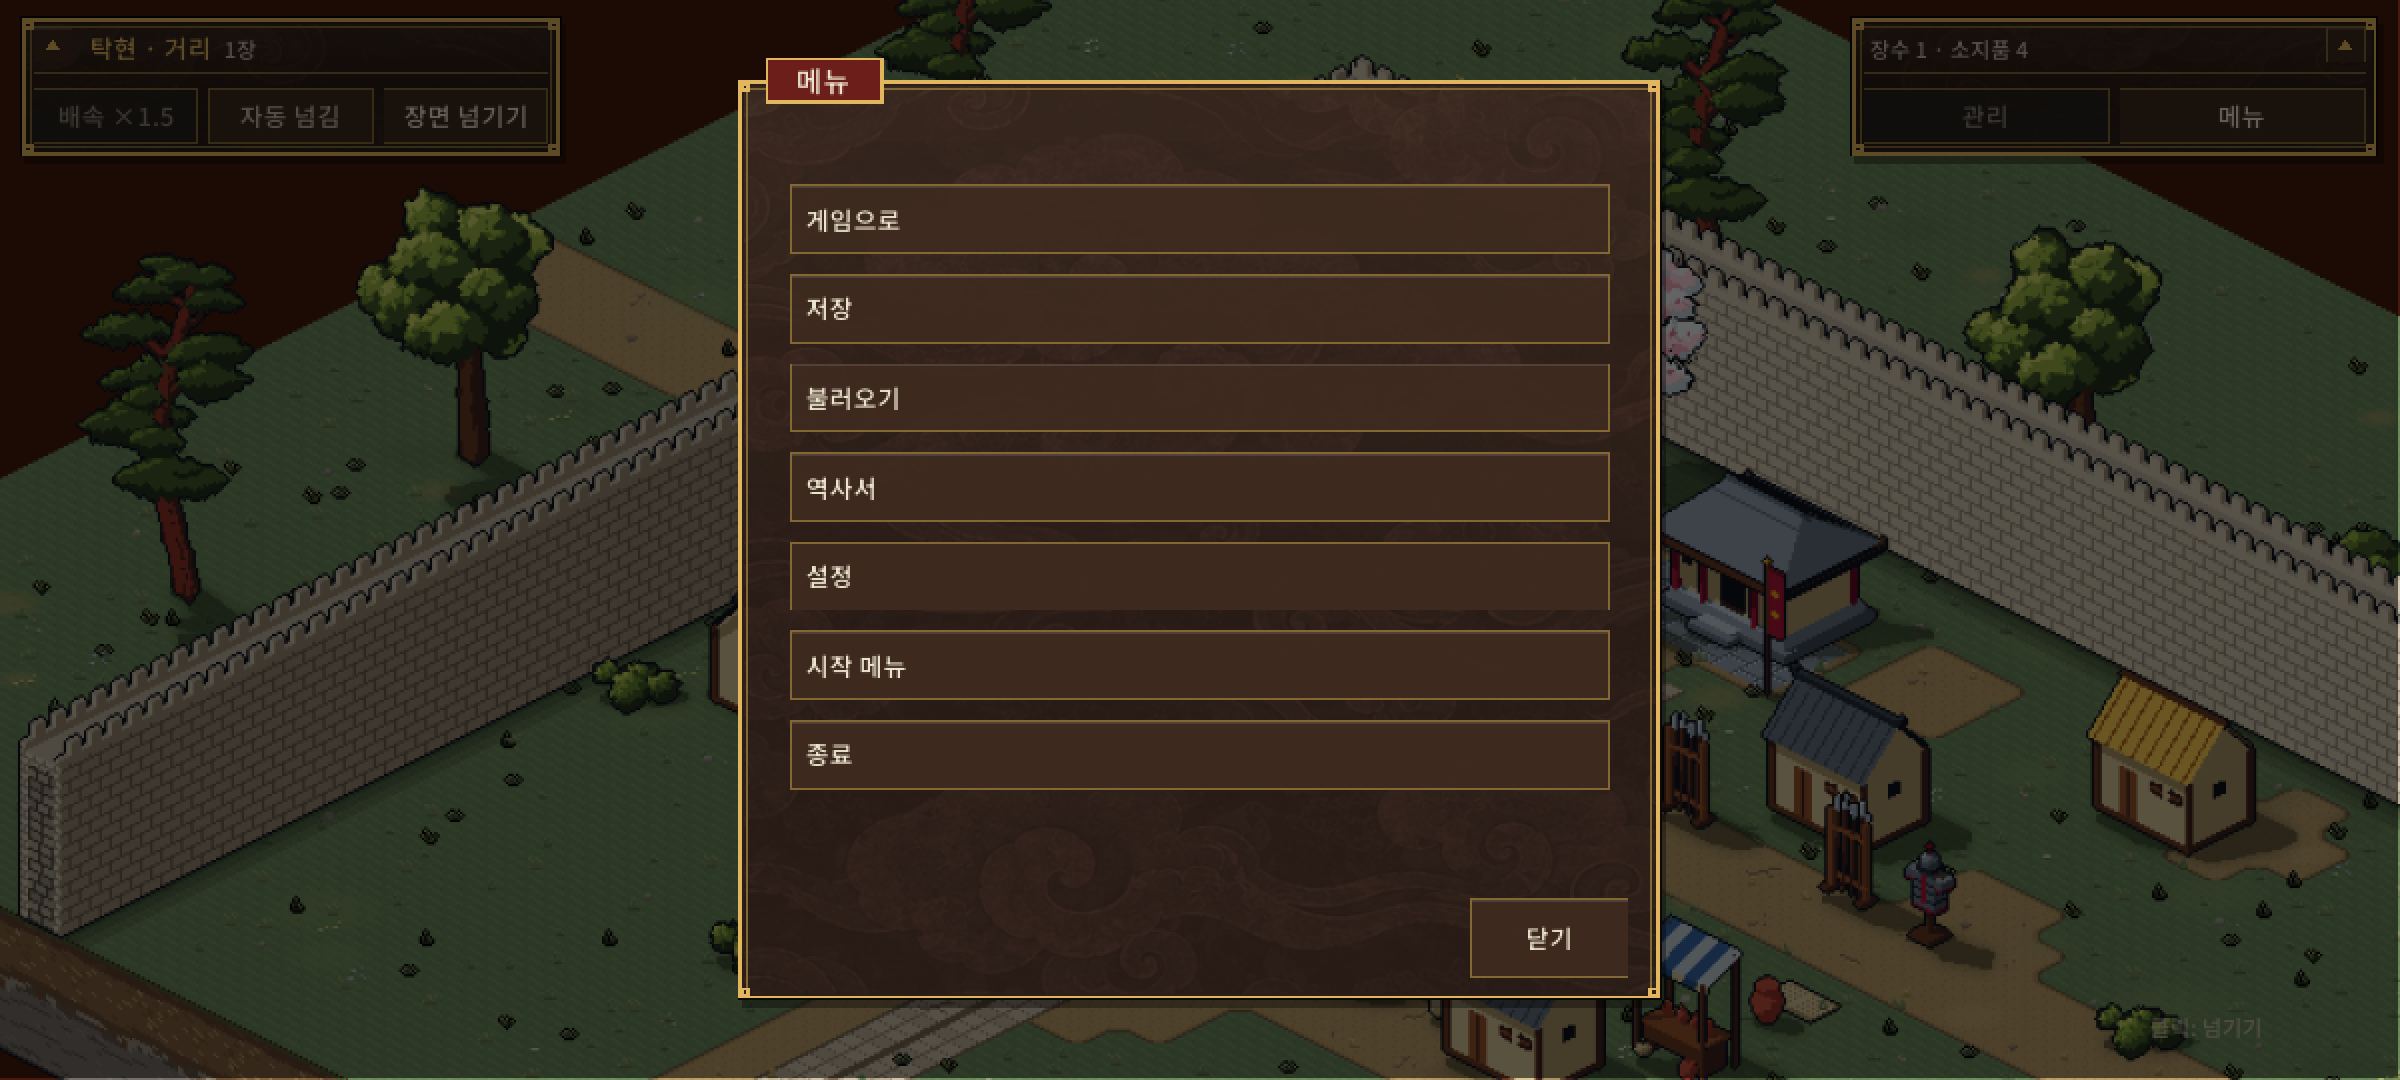 탁현 · 거리 1장
배속 ×1.5 자동 넘김 장면 넘기기
장수 1 · 소지품 4
관리 메뉴
메뉴
게임으로
저장
불러오기
역사서
설정
시작 메뉴
종료
닫기
넘기기